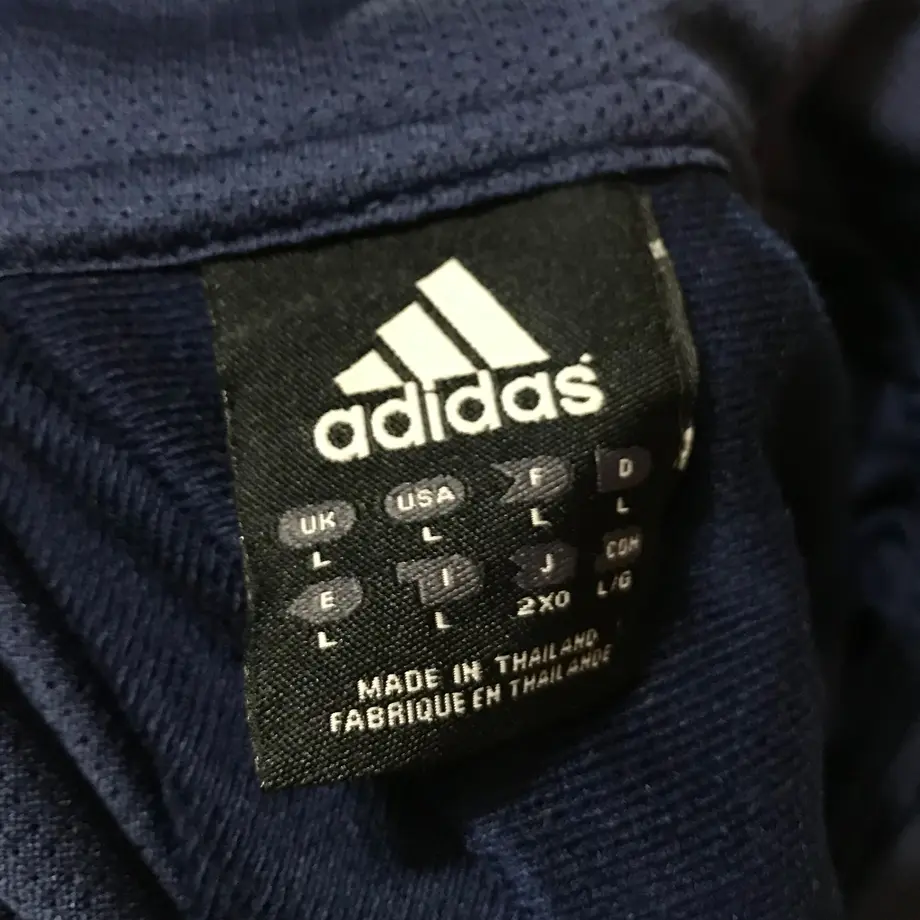 adidas
UK USA F D
L L L L
E I J COM
L L 2XO L/G
MADE IN THAILAND
FABRIQUE EN THAILANDE